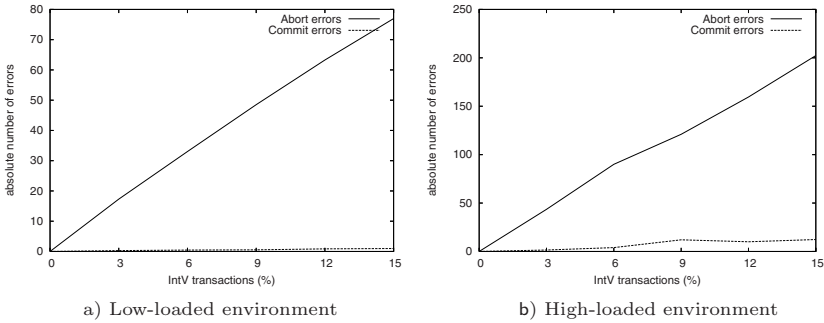 80
70
60
50
40
30
20
10
0
absolute number of errors
0 3 6 9 12 15
IntV transactions (%)
Abort errors
Commit errors
a) Low-loaded environment
250
200
150
100
50
0
absolute number of errors
0 3 6 9 12 15
IntV transactions (%)
Abort errors
Commit errors
b) High-loaded environment